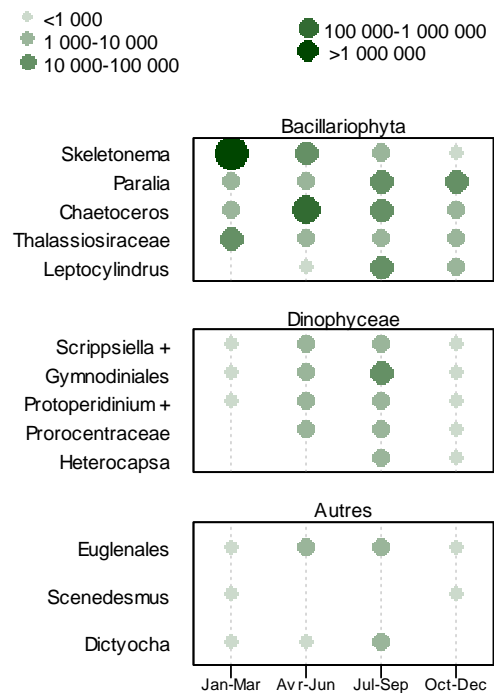 <1 000
1 000-10 000
10 000-100 000
100 000-1 000 000
>1 000 000
Bacillariophyta
Skeletonema
Paralia
Chaetoceros
Thalassiosiraceae
Leptocylindrus
Dinophyceae
Scrippsiella +
Gymnodiniales
Protoperidinium +
Prorocentraceae
Heterocapsa
Autres
Euglenales
Scenedesmus
Dictyocha
Jan-Mar Avr-Jun Jul-Sep Oct-Dec